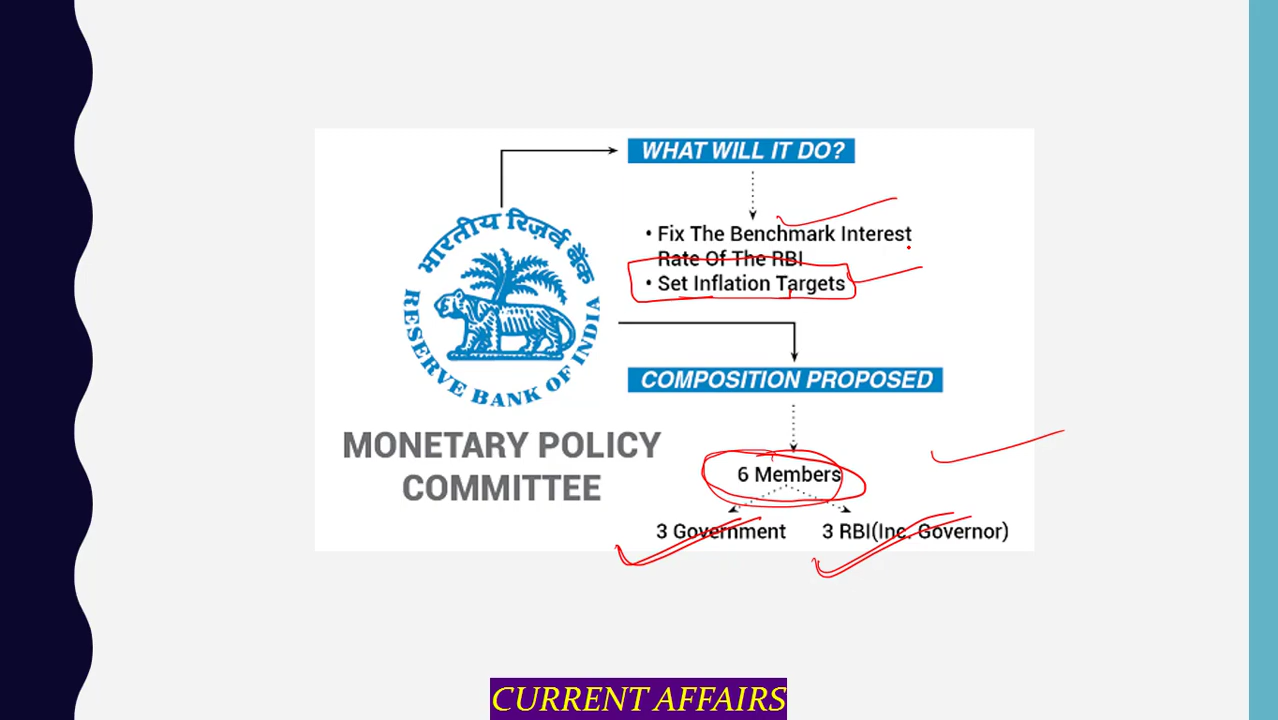 WHAT WILL IT DO?
• Fix The Benchmark Interest
Rate Of The RBI
• Set Inflation Targets
भारतीय रिज़र्व बैंक
RESERVE BANK OF INDIA
COMPOSITION PROPOSED
MONETARY POLICY
COMMITTEE
6 Members
3 Government
3 RBI(Inc. Governor)
CURRENT AFFAIRS